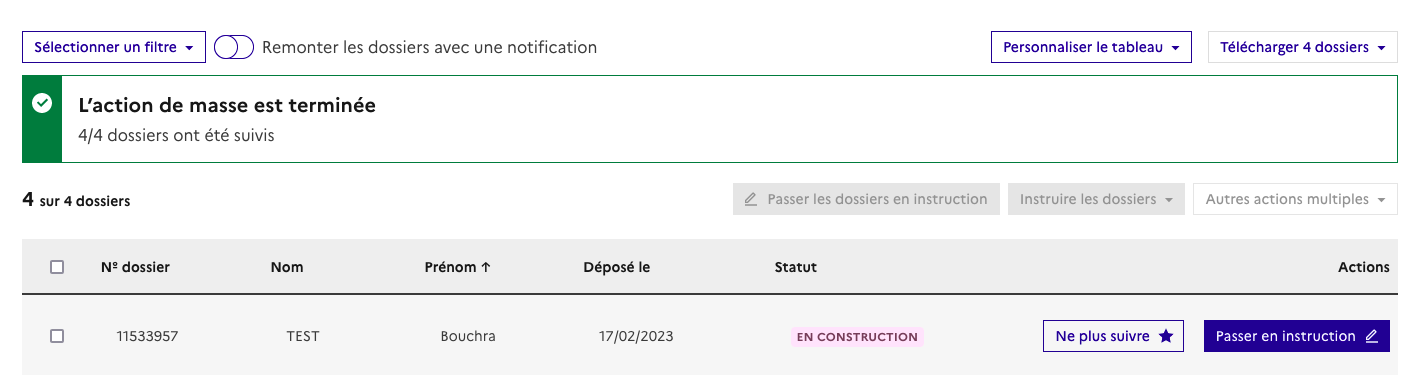 Sélectionner un filtre
Remonter les dossiers avec une notification
Personnaliser le tableau
Télécharger 4 dossiers
L’action de masse est terminée
4/4 dossiers ont été suivis
4 sur 4 dossiers
Passer les dossiers en instruction
Instruire les dossiers
Autres actions multiples
Nº dossier Nom Prénom ↑ Déposé le Statut Actions
11533957 TEST Bouchra 17/02/2023 EN CONSTRUCTION Ne plus suivre Passer en instruction